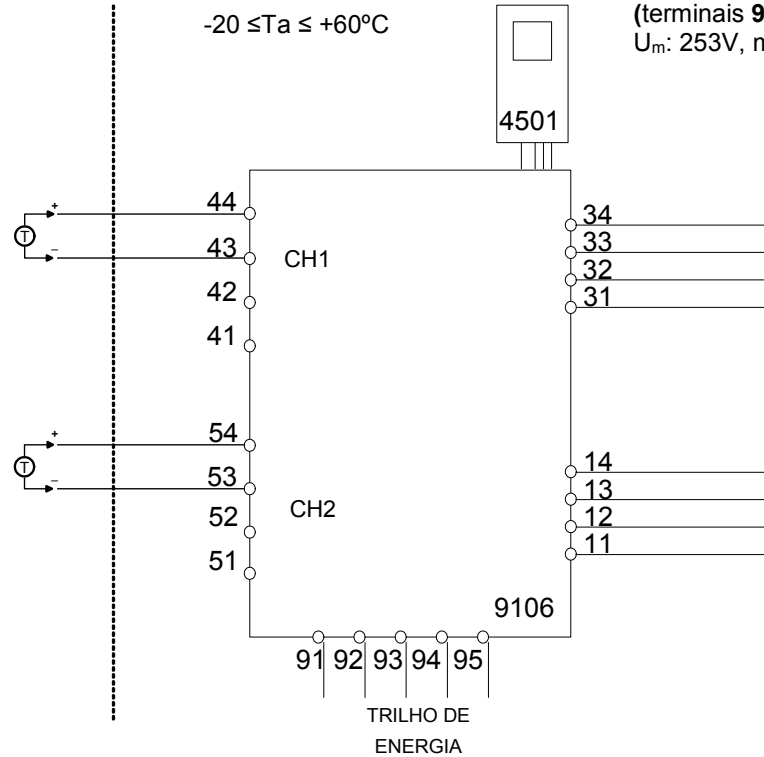 -20 ≤Ta ≤ +60ºC
(terminais 9
Um: 253V, m
4501
44
43
CH1
42
41
34
33
32
31
T
+
–
54
53
CH2
52
51
T
+
–
14
13
12
11
9106
91 92 93 94 95
TRILHO DE
ENERGIA